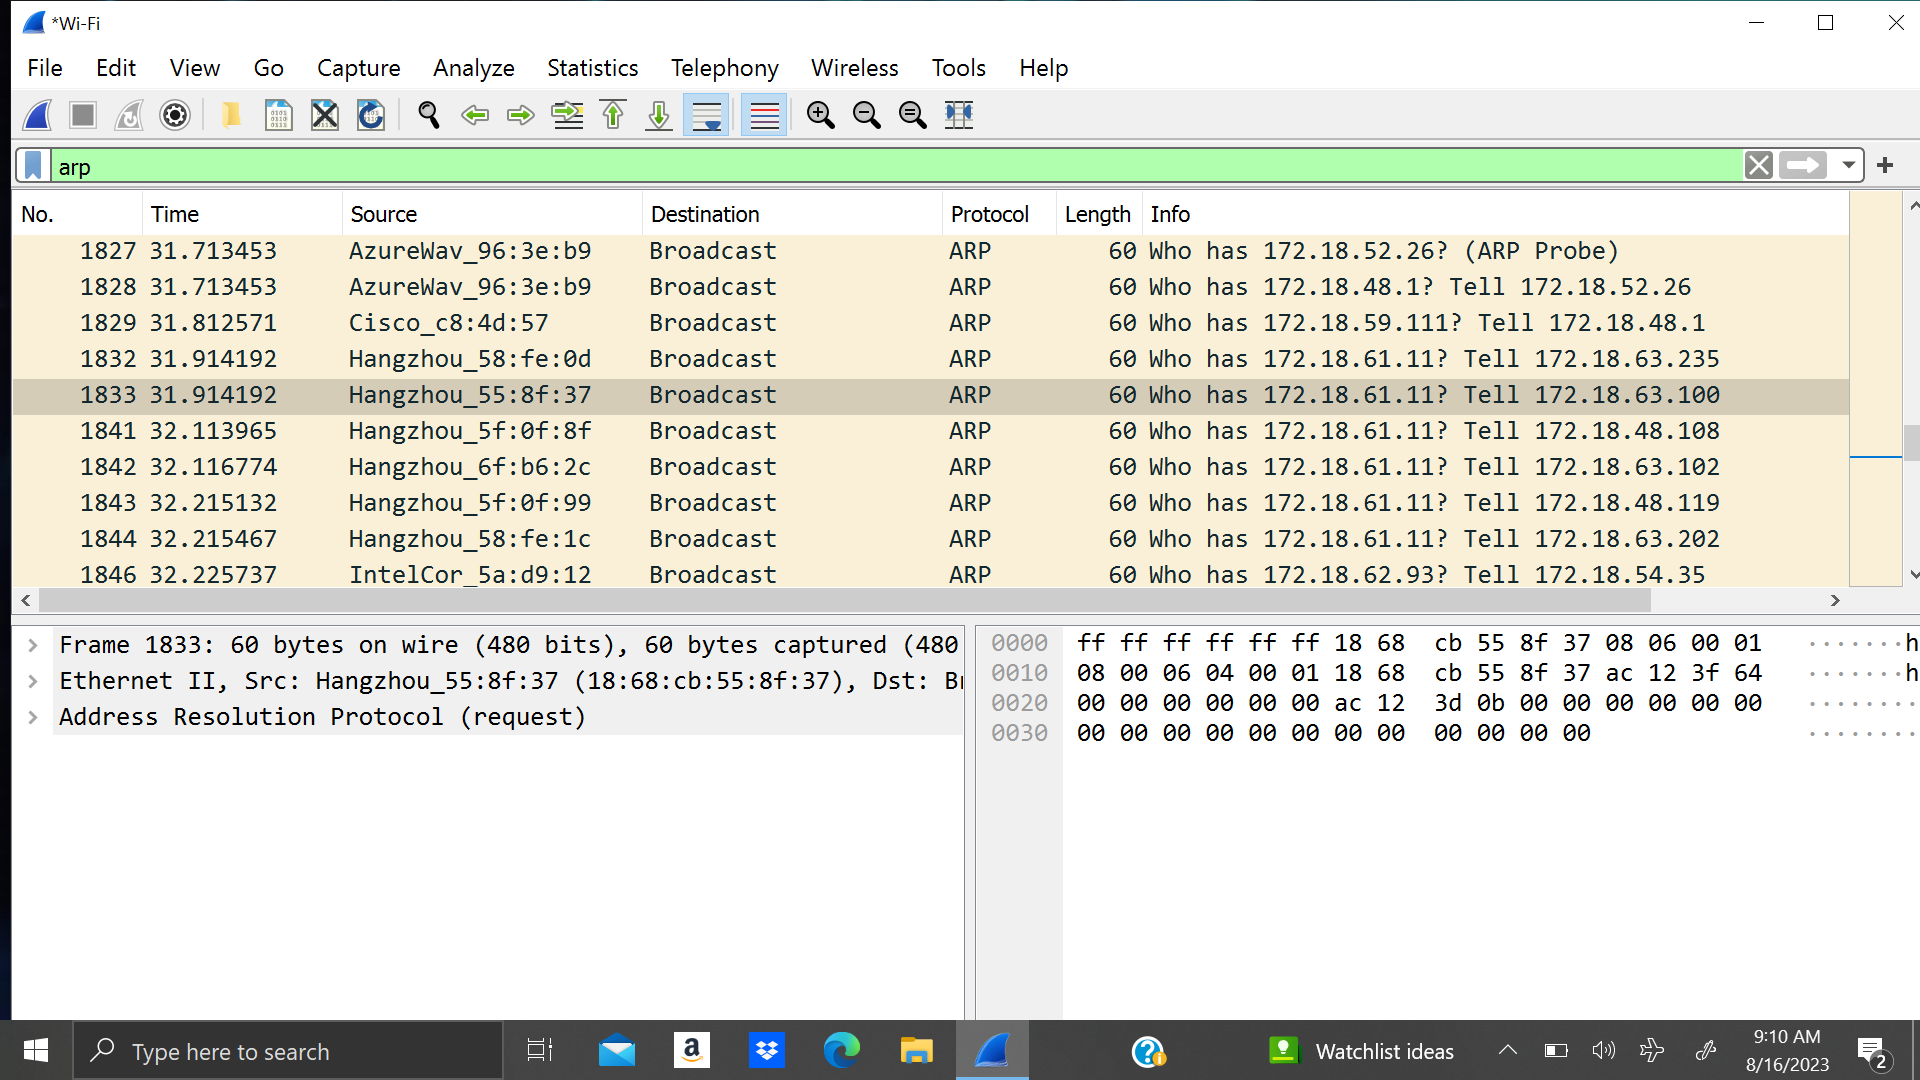 *Wi-Fi
File Edit View Go Capture Analyze Statistics Telephony Wireless Tools Help
arp
No. Time Source Destination Protocol Length Info
1827 31.713453 AzureWav_96:3e:b9 Broadcast ARP 60 Who has 172.18.52.26? (ARP Probe)
1828 31.713453 AzureWav_96:3e:b9 Broadcast ARP 60 Who has 172.18.48.1? Tell 172.18.52.26
1829 31.812571 Cisco_c8:4d:57 Broadcast ARP 60 Who has 172.18.59.111? Tell 172.18.48.1
1832 31.914192 Hangzhou_58:fe:0d Broadcast ARP 60 Who has 172.18.61.11? Tell 172.18.63.235
1833 31.914192 Hangzhou_55:8f:37 Broadcast ARP 60 Who has 172.18.61.11? Tell 172.18.63.100
1841 32.113965 Hangzhou_5f:0f:8f Broadcast ARP 60 Who has 172.18.61.11? Tell 172.18.48.108
1842 32.116774 Hangzhou_6f:b6:2c Broadcast ARP 60 Who has 172.18.61.11? Tell 172.18.63.102
1843 32.215132 Hangzhou_5f:0f:99 Broadcast ARP 60 Who has 172.18.61.11? Tell 172.18.48.119
1844 32.215467 Hangzhou_58:fe:1c Broadcast ARP 60 Who has 172.18.61.11? Tell 172.18.63.202
1846 32.225737 IntelCor_5a:d9:12 Broadcast ARP 60 Who has 172.18.62.93? Tell 172.18.54.35
Frame 1833: 60 bytes on wire (480 bits), 60 bytes captured (480
Ethernet II, Src: Hangzhou_55:8f:37 (18:68:cb:55:8f:37), Dst: Br
Address Resolution Protocol (request)
0000 ff ff ff ff ff ff 18 68 cb 55 8f 37 08 06 00 01 ·······h
0010 08 00 06 04 00 01 18 68 cb 55 8f 37 ac 12 3f 64 ·······h
0020 00 00 00 00 00 00 ac 12 3d 0b 00 00 00 00 00 00 ········
0030 00 00 00 00 00 00 00 00 00 00 00 00 ········
Type here to search
a
Watchlist ideas
9:10 AM
8/16/2023
2